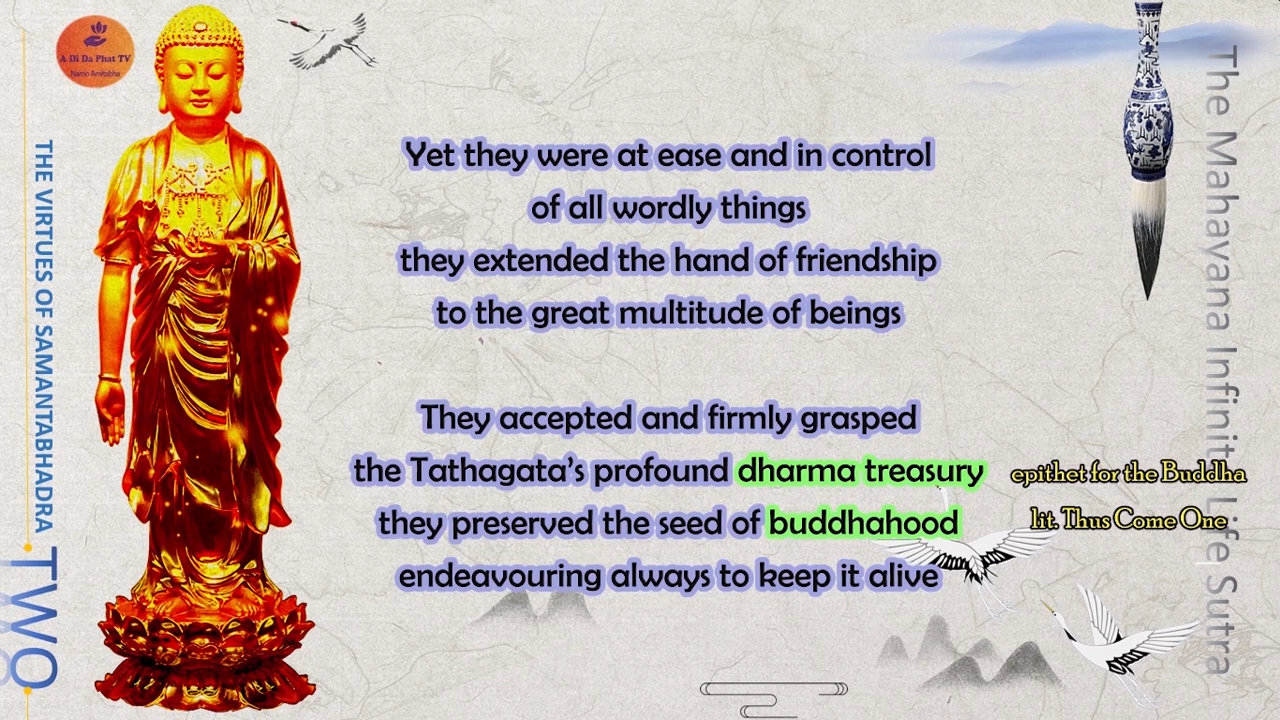 A Di Da Phat TV
Namo Amitabha
THE VIRTUES OF SAMANTABHADRA
TWO
Yet they were at ease and in control
of all wordly things
they extended the hand of friendship
to the great multitude of beings
They accepted and firmly grasped
the Tathagata’s profound dharma treasury
they preserved the seed of buddhahood
endeavouring always to keep it alive
epithet for the Buddha
lit. Thus Come One
The Mahayana Infinite Life Sutra